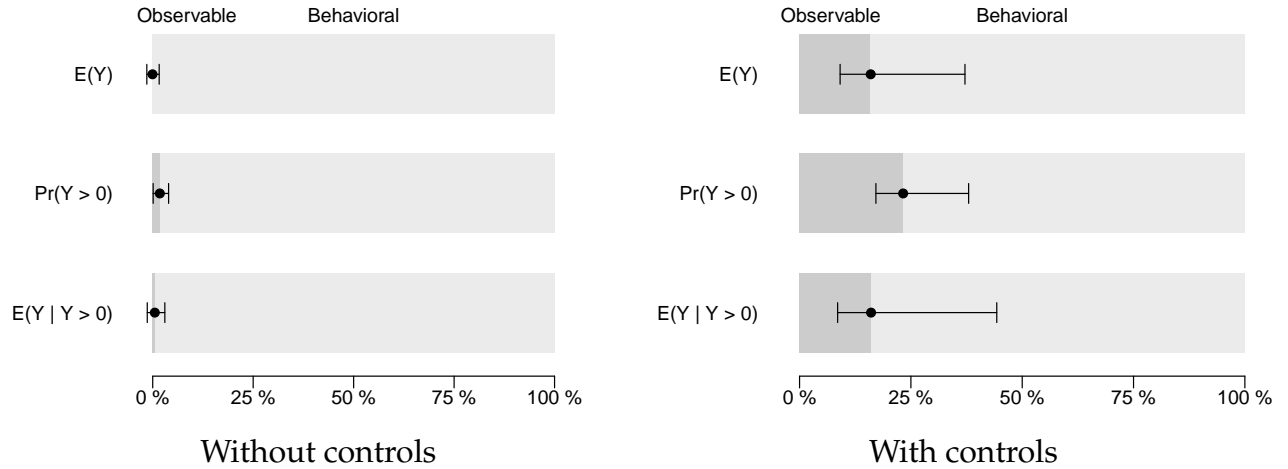 Observable Behavioral
E(Y)
Pr(Y > 0)
E(Y | Y > 0)
0 % 25 % 50 % 75 % 100 %
Without controls
Observable Behavioral
E(Y)
Pr(Y > 0)
E(Y | Y > 0)
0 % 25 % 50 % 75 % 100 %
With controls